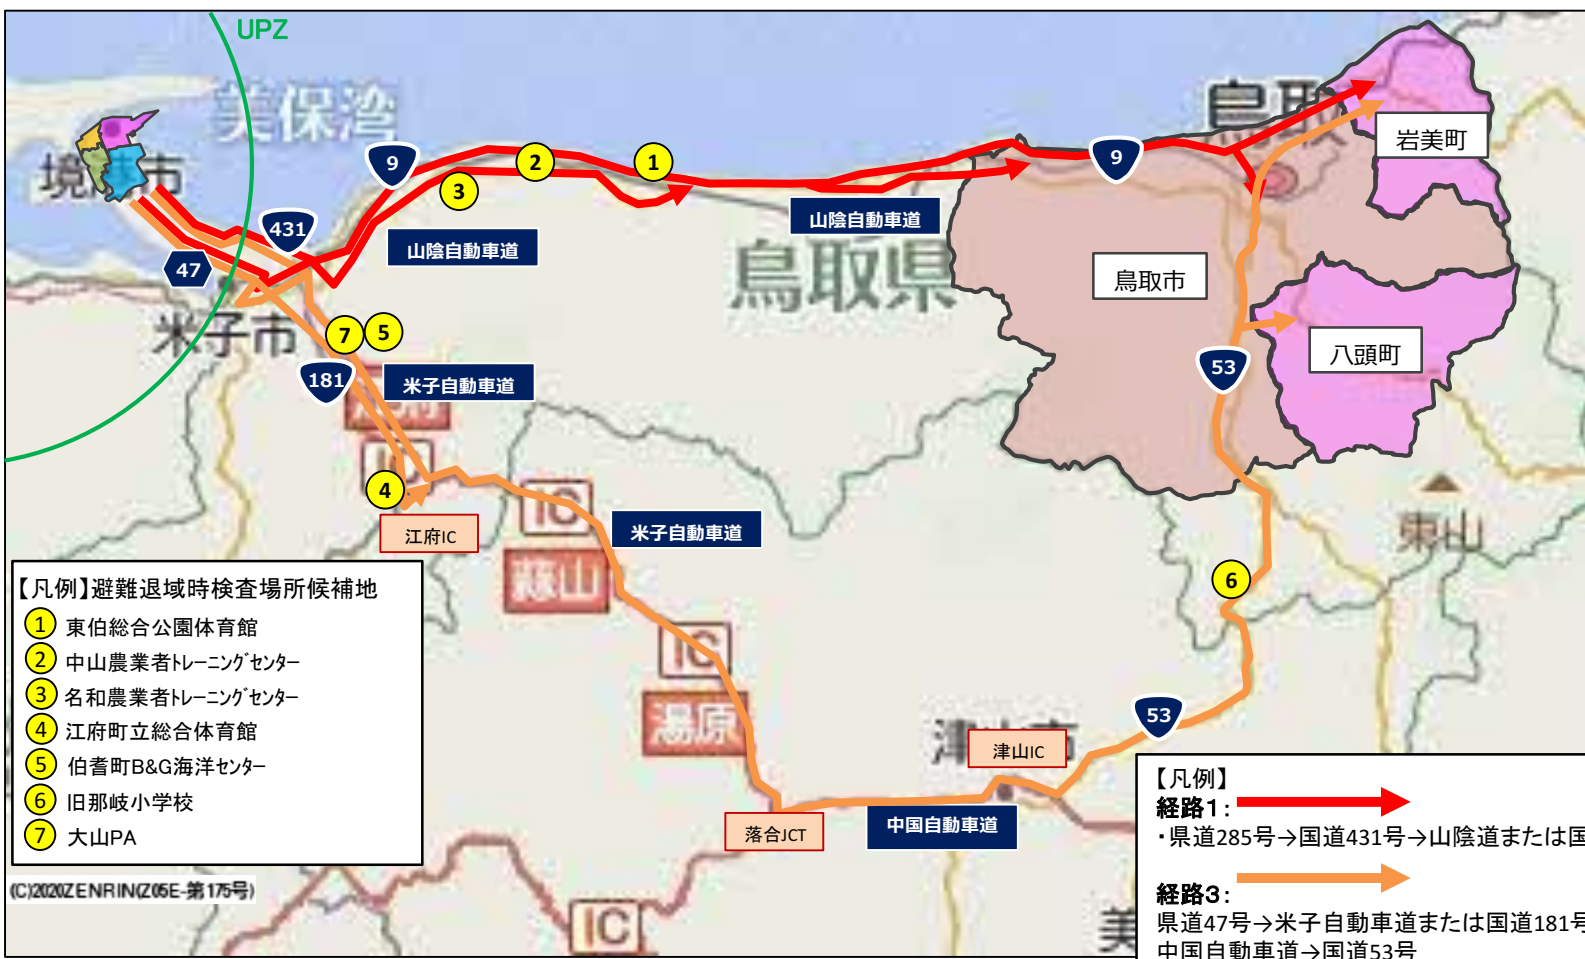 UPZ
美保湾
境港市
鳥取
岩美町
9
2
1
9
3
431
山陰自動車道
山陰自動車道
47
鳥取県
鳥取市
米子市
7
5
八頭町
181
米子自動車道
53
IC
4
江府IC
IC
米子自動車道
東山
蒜山
6
IC
湯原
53
津山市
津山IC
落合JCT
中国自動車道
IC
美
【凡例】避難退域時検査場所候補地
1 東伯総合公園体育館
2 中山農業者トレーニングセンター
3 名和農業者トレーニングセンター
4 江府町立総合体育館
5 伯耆町B&G海洋センター
6 旧那岐小学校
7 大山PA
(C)2020ZENRIN(Z05E-第175号)
【凡例】
経路1:
・県道285号→国道431号→山陰道または国
経路3:
県道47号→米子自動車道または国道181号
中国自動車道→国道53号